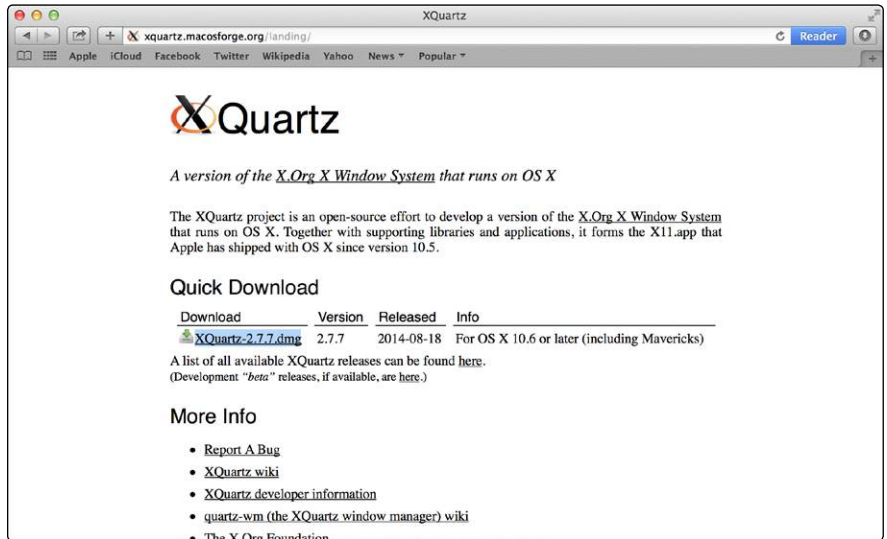 XQuartz
xquartz.macosforge.org/landing/
Reader
Apple iCloud Facebook Twitter Wikipedia Yahoo News Popular
XQuartz
A version of the X.Org X Window System that runs on OS X
The XQuartz project is an open-source effort to develop a version of the X.Org X Window System
that runs on OS X. Together with supporting libraries and applications, it forms the X11.app that
Apple has shipped with OS X since version 10.5.
Quick Download
Download Version Released Info
XQuartz-2.7.7.dmg 2.7.7 2014-08-18 For OS X 10.6 or later (including Mavericks)
A list of all available XQuartz releases can be found here.
(Development "beta" releases, if available, are here.)
More Info
• Report A Bug
• XQuartz wiki
• XQuartz developer information
• quartz-wm (the XQuartz window manager) wiki
• The X.Org Foundation